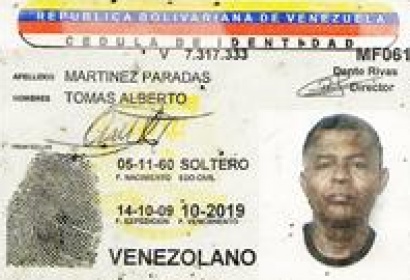 REPUBLICA BOLIVARIANA DE VENEZUELA
CEDULA DE IDENTIDAD
V 7.317.333 MF061
APELLIDOS MARTINEZ PARADAS Dante Rivas
NOMBRES TOMAS ALBERTO Director
05-11-60 SOLTERO
F. NACIMIENTO EDO CIVIL
14-10-09 10-2019
F. EXPEDICION F. VENCIMIENTO
VENEZOLANO